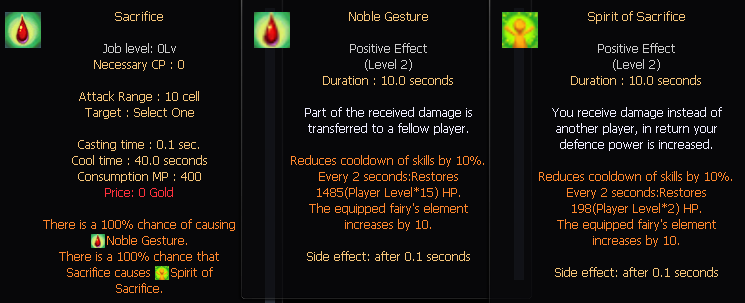 Sacrifice
Job level: 0Lv
Necessary CP : 0
Attack Range : 10 cell
Target : Select One
Casting time : 0.1 sec.
Cool time : 40.0 seconds
Consumption MP : 400
Price: 0 Gold
There is a 100% chance of causing
Noble Gesture.
There is a 100% chance that
Sacrifice causes Spirit of
Sacrifice.
Noble Gesture
Positive Effect
(Level 2)
Duration : 10.0 seconds
Part of the received damage is
transferred to a fellow player.
Reduces cooldown of skills by 10%.
Every 2 seconds:Restores
1485(Player Level*15) HP.
The equipped fairy's element
increases by 10.
Side effect: after 0.1 seconds
Spirit of Sacrifice
Positive Effect
(Level 2)
Duration : 10.0 seconds
You receive damage instead of
another player, in return your
defence power is increased.
Reduces cooldown of skills by 10%.
Every 2 seconds:Restores
198(Player Level*2) HP.
The equipped fairy's element
increases by 10.
Side effect: after 0.1 seconds